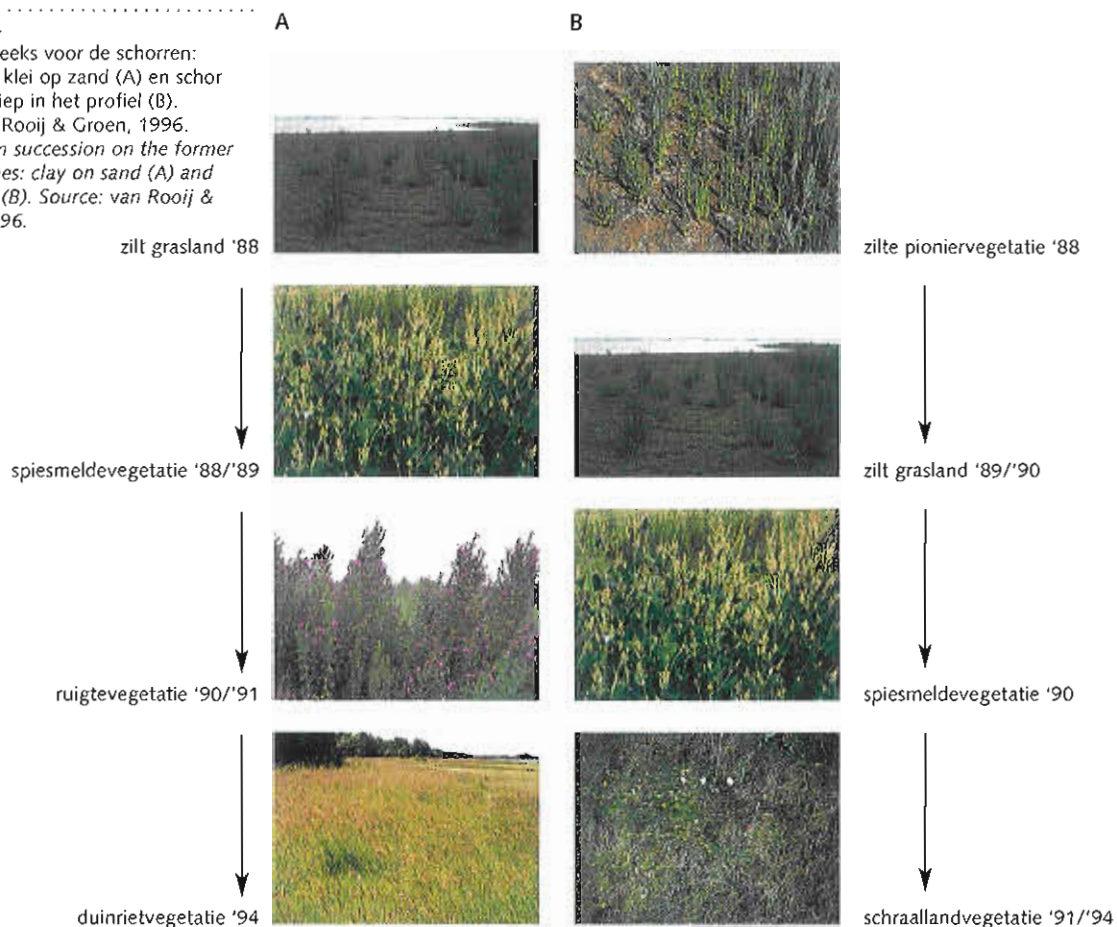 A
B
eeks voor de schorren:
klei op zand (A) en schor
iep in het profiel (B).
Rooij & Groen, 1996.
n succession on the former
es: clay on sand (A) and
(B). Source: van Rooij &
96.
zilt grasland '88
zilte pioniervegetatie '88
spiesmeldevegetatie '88/'89
zilt grasland '89/'90
ruigtevegetatie '90/'91
spiesmeldevegetatie '90
duinrietvegetatie '94
schraallandvegetatie '91/'94